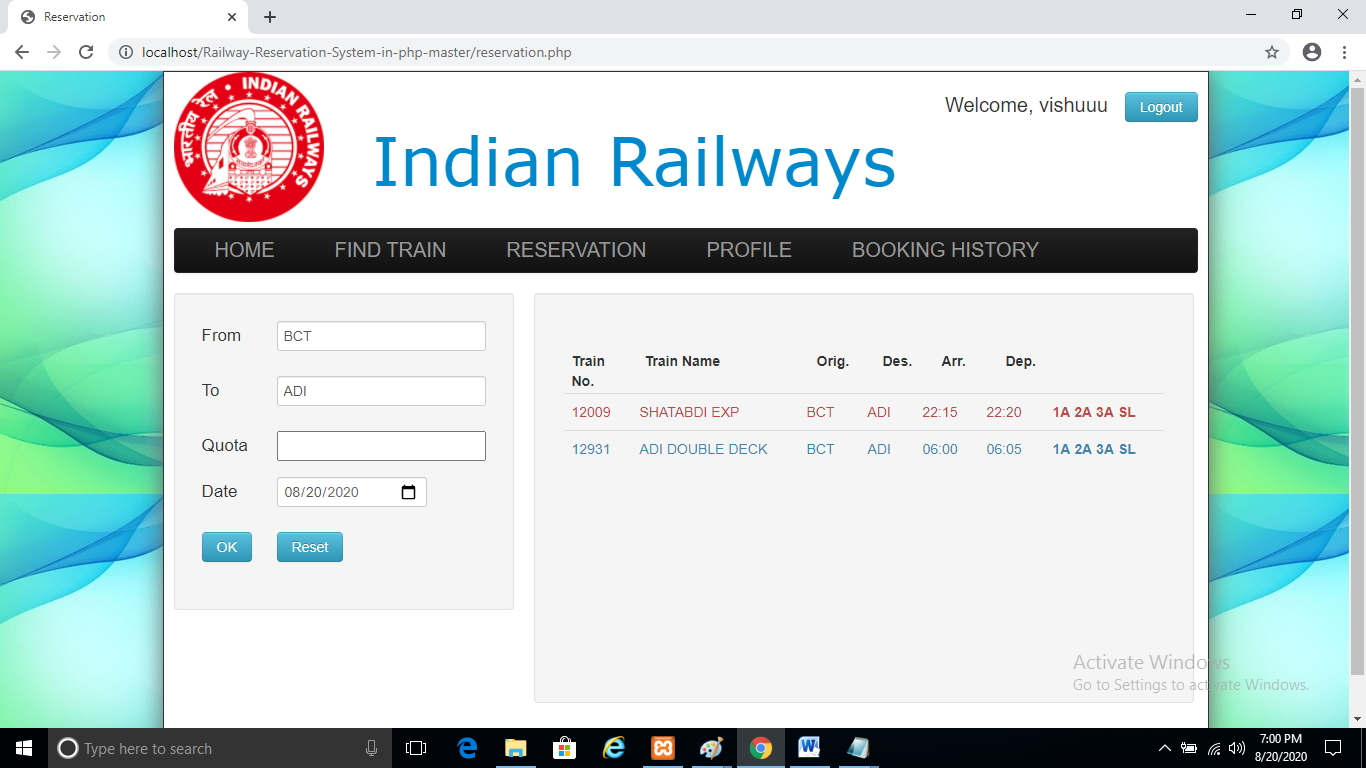 Reservation
localhost/Railway-Reservation-System-in-php-master/reservation.php
भारतीय रेल • INDIAN RAILWAYS
Welcome, vishuuu Logout
Indian Railways
HOME FIND TRAIN RESERVATION PROFILE BOOKING HISTORY
From BCT
To ADI
Quota
Date 08/20/2020
OK Reset
Train No. Train Name Orig. Des. Arr. Dep.
12009 SHATABDI EXP BCT ADI 22:15 22:20 1A 2A 3A SL
12931 ADI DOUBLE DECK BCT ADI 06:00 06:05 1A 2A 3A SL
Activate Windows
Go to Settings to activate Windows.
Type here to search
7:00 PM
8/20/2020